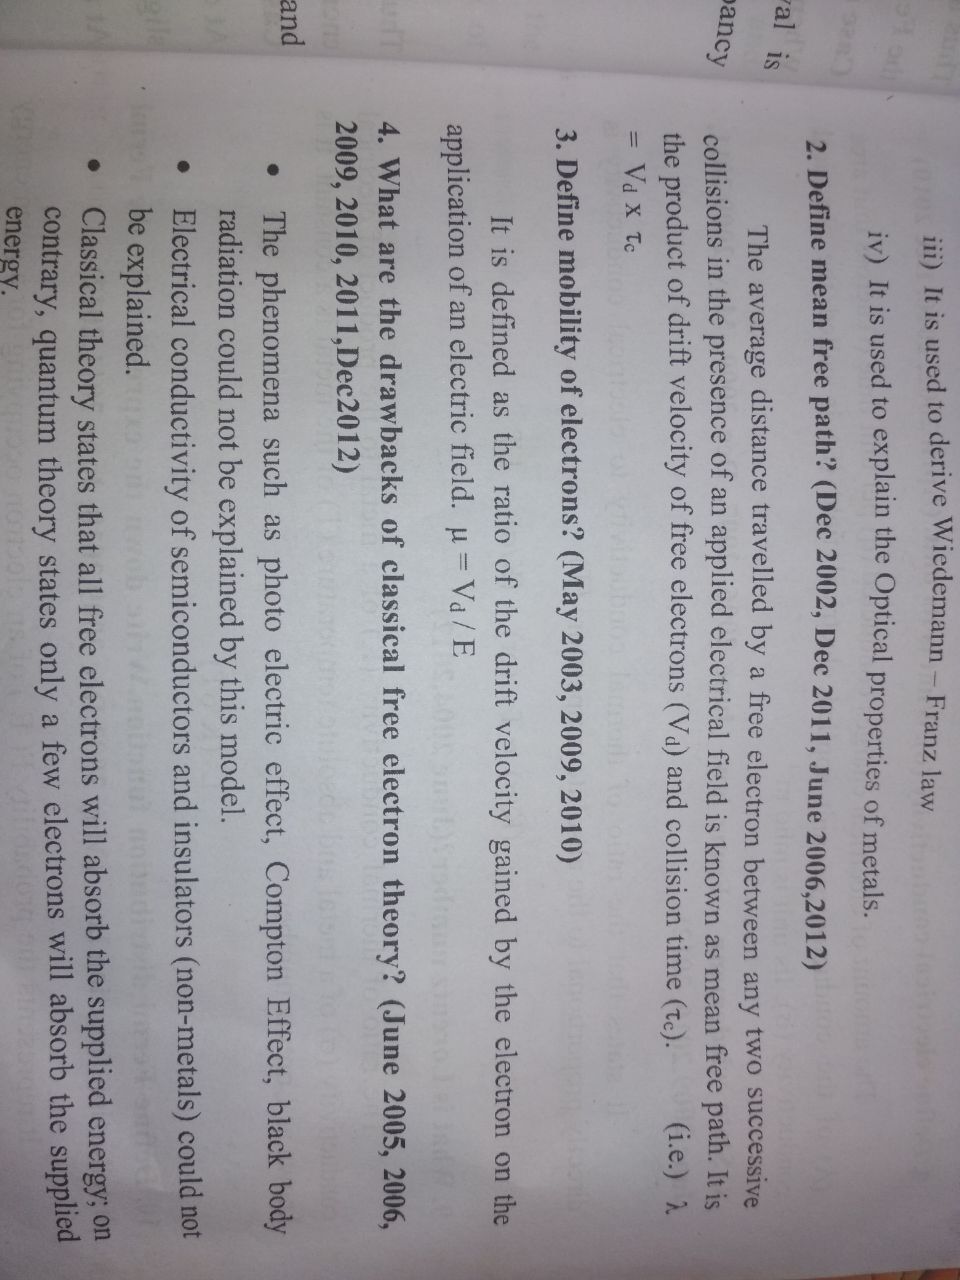 iii) It is used to derive Wiedemann – Franz law
iv) It is used to explain the Optical properties of metals.
2. Define mean free path? (Dec 2002, Dec 2011, June 2006,2012)
The average distance travelled by a free electron between any two successive
collisions in the presence of an applied electrical field is known as mean free path. It is
the product of drift velocity of free electrons (Vd) and collision time (τc). (i.e.) λ
= Vd x τc
3. Define mobility of electrons? (May 2003, 2009, 2010)
It is defined as the ratio of the drift velocity gained by the electron on the
application of an electric field. μ = Vd / E
4. What are the drawbacks of classical free electron theory? (June 2005, 2006,
2009, 2010, 2011,Dec2012)
• The phenomena such as photo electric effect, Compton Effect, black body
radiation could not be explained by this model.
• Electrical conductivity of semiconductors and insulators (non-metals) could not
be explained.
• Classical theory states that all free electrons will absorb the supplied energy; on
contrary, quantum theory states only a few electrons will absorb the supplied
energy.
val is
pancy
and